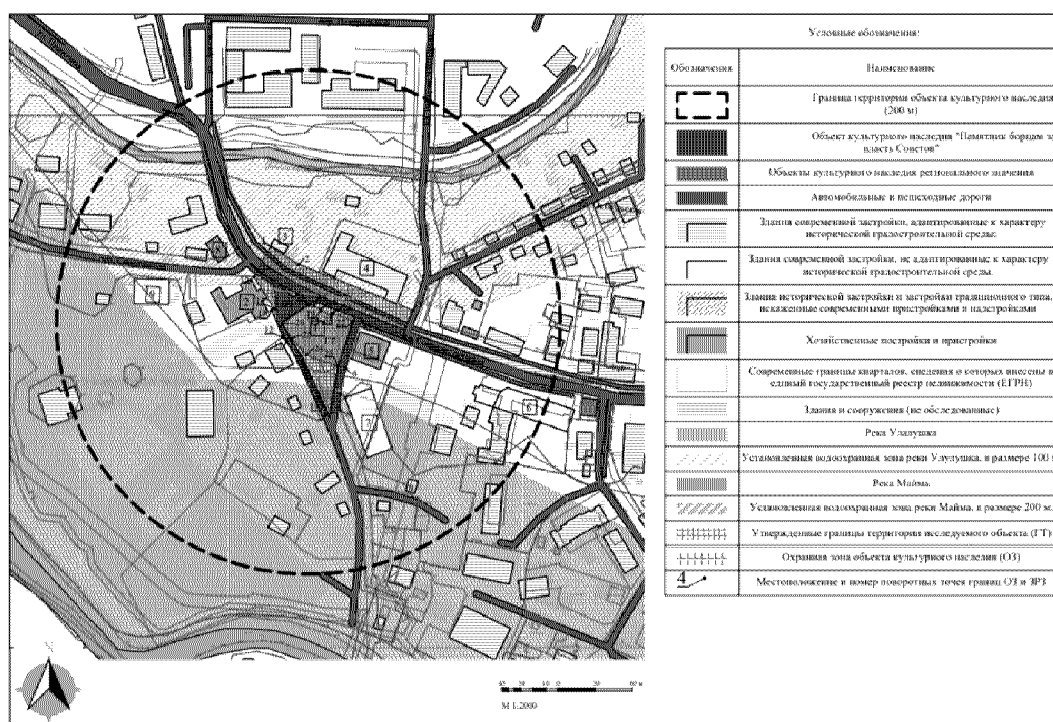 Условные обозначения:
Обозначения
Наименование
Граница территории объекта культурного наследия
(200 м)
Объект культурного наследия "Памятник борцам за
власть Советов"
Объекты культурного наследия регионального значения
Автомобильные и пешеходные дороги
Здания современной застройки, адаптированные к характеру
исторической градостроительной среды.
Здания современной застройки, не адаптированные к характеру
исторической градостроительной среды.
Здания исторической застройки и застройки традиционного типа,
искаженные современными пристройками и надстройками
Хозяйственные постройки и пристройки
Современные границы кварталов, сведения о которых внесены в
единый государственный реестр недвижимости (ЕГРН)
Здания и сооружения (не обследованные)
Река Улалушка
Установленная водоохранная зона реки Улулушка, в размере 100
Река Майма.
Установленная водоохранная зона реки Майма, в размере 200 м.
Утвержденные границы территории исследуемого объекта (ГТ)
Охранная зона объекта культурного наследия (ОЗ)
4
Местоположение и номер поворотных точек границ ОЗ и ЗРЗ
4
6
М 1:2000